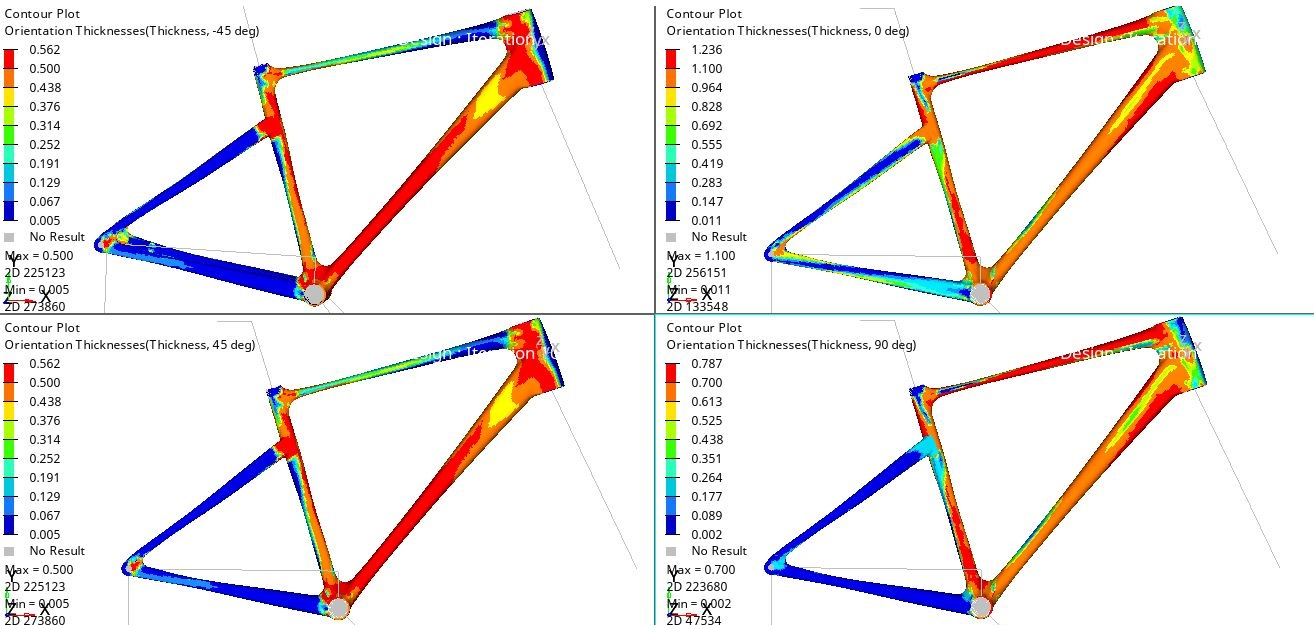 Contour Plot
Orientation Thicknesses(Thickness, -45 deg)
0.562
0.500
0.438
0.376
0.314
0.252
0.191
0.129
0.067
0.005
No Result
Max = 0.500
2D 225123
Min = 0.005
2D 273860
Y
Z X
Design : Iteration
X
Contour Plot
Orientation Thicknesses(Thickness, 0 deg)
1.236
1.100
0.964
0.828
0.692
0.555
0.419
0.283
0.147
0.011
No Result
Max = 1.100
2D 256151
Min = 0.011
2D 133548
Y
Z X
Design : Iteration
X
Contour Plot
Orientation Thicknesses(Thickness, 45 deg)
0.562
0.500
0.438
0.376
0.314
0.252
0.191
0.129
0.067
0.005
No Result
Max = 0.500
2D 225123
Min = 0.005
2D 273860
Y
Z X
Design : Iteration
X
Contour Plot
Orientation Thicknesses(Thickness, 90 deg)
0.787
0.700
0.613
0.525
0.438
0.351
0.264
0.177
0.089
0.002
No Result
Max = 0.700
2D 223680
Min = 0.002
2D 47534
Y
Z X
Design : Iteration
X